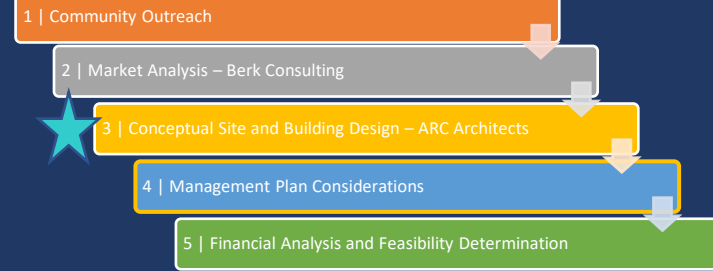 1 | Community Outreach
2 | Market Analysis – Berk Consulting
3 | Conceptual Site and Building Design – ARC Architects
4 | Management Plan Considerations
5 | Financial Analysis and Feasibility Determination